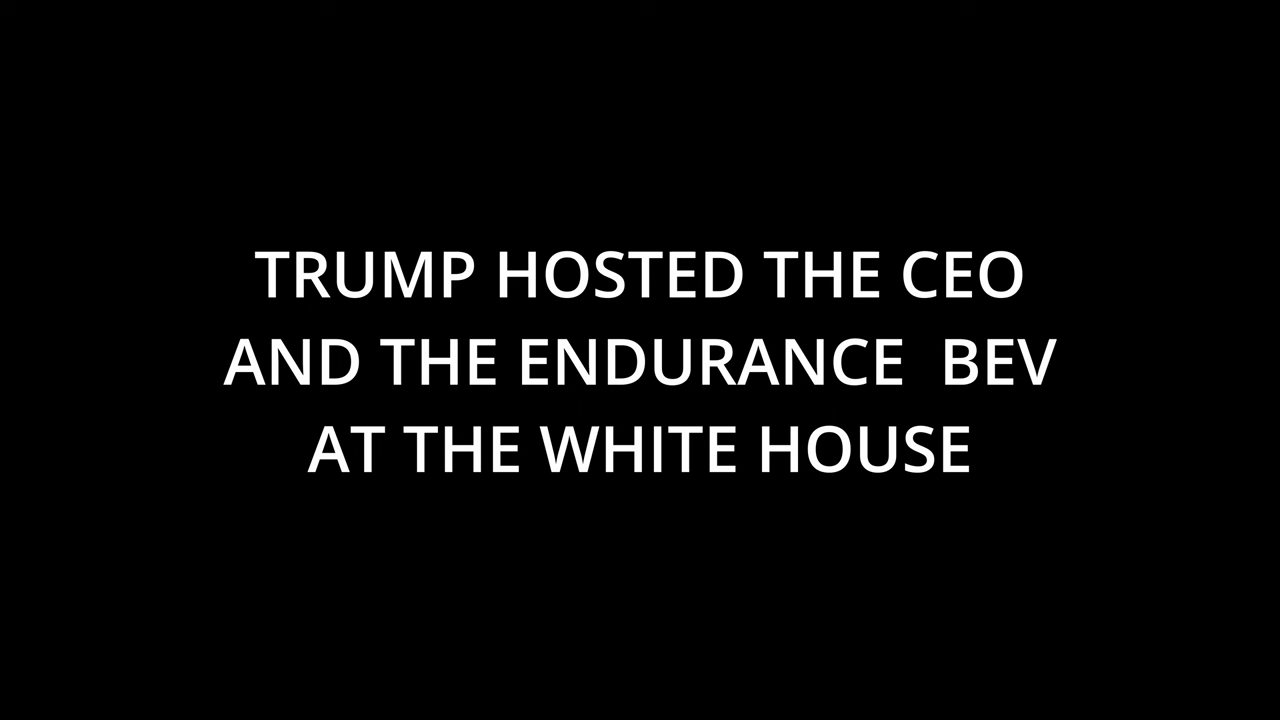 TRUMP HOSTED THE CEO
AND THE ENDURANCE  BEV
AT THE WHITE HOUSE